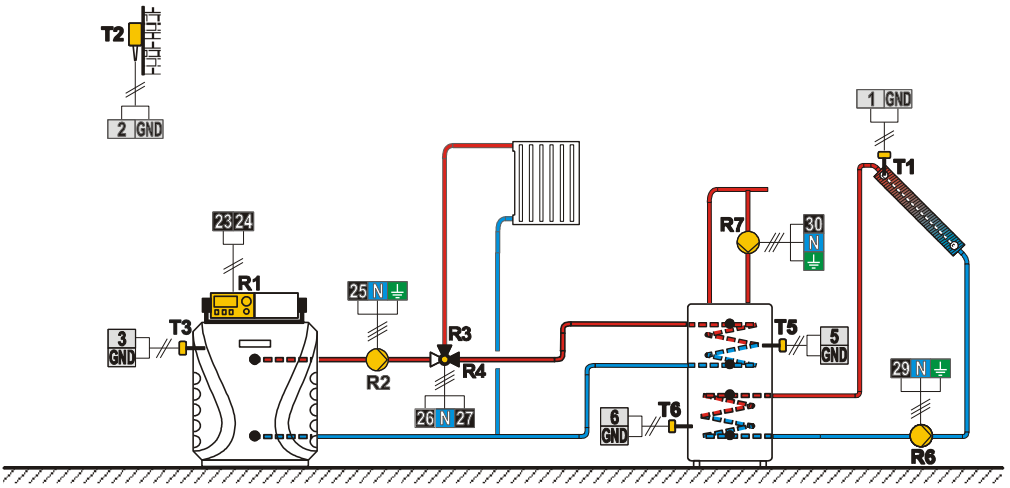 T2
2 GND
1 GND
T1
23 24
R1
R7
30
N
25 N
T3
3
GND
R3
R4
R2
T5
5
GND
29 N
26 N 27
T6
6
GND
R6